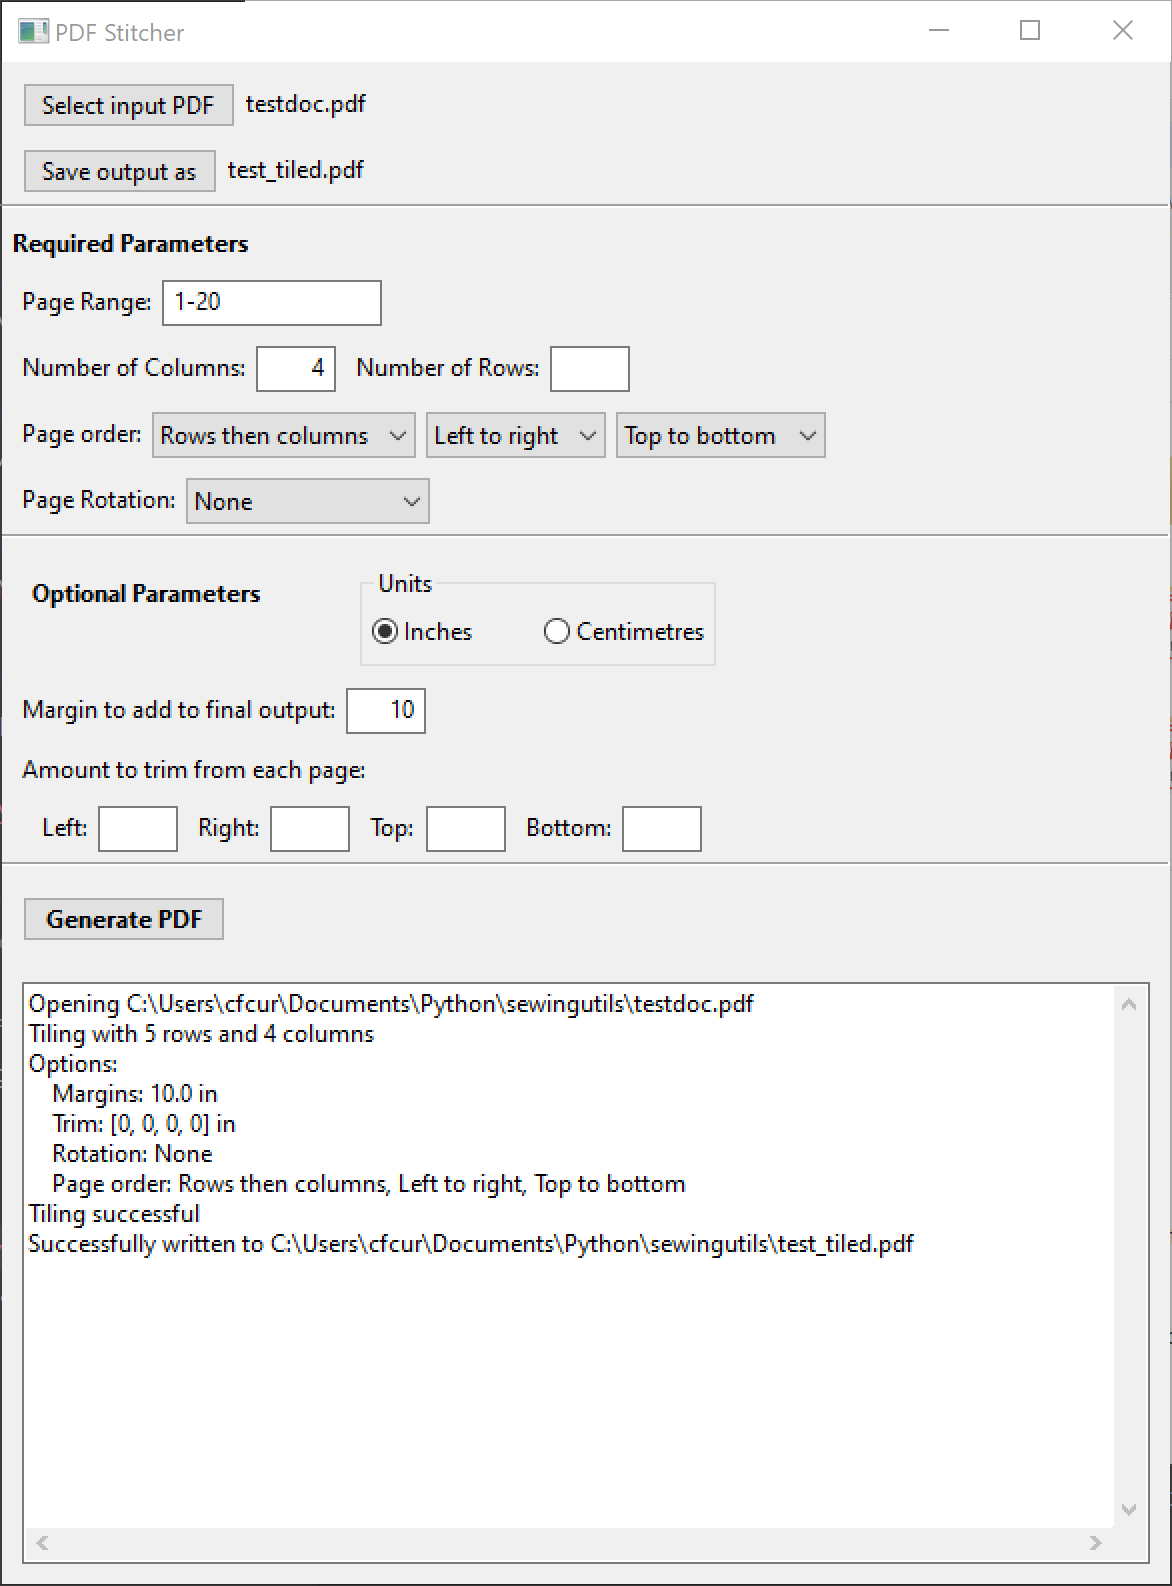 PDF Stitcher
Select input PDF testdoc.pdf
Save output as test_tiled.pdf
Required Parameters
Page Range: 1-20
Number of Columns: 4 Number of Rows:
Page order: Rows then columns Left to right Top to bottom
Page Rotation: None
Units
Optional Parameters
Inches Centimetres
Margin to add to final output: 10
Amount to trim from each page:
Left: Right: Top: Bottom:
Generate PDF
Opening C:\Users\cfcur\Documents\Python\sewingutils\testdoc.pdf
Tiling with 5 rows and 4 columns
Options:
Margins: 10.0 in
Trim: [0, 0, 0, 0] in
Rotation: None
Page order: Rows then columns, Left to right, Top to bottom
Tiling successful
Successfully written to C:\Users\cfcur\Documents\Python\sewingutils\test_tiled.pdf